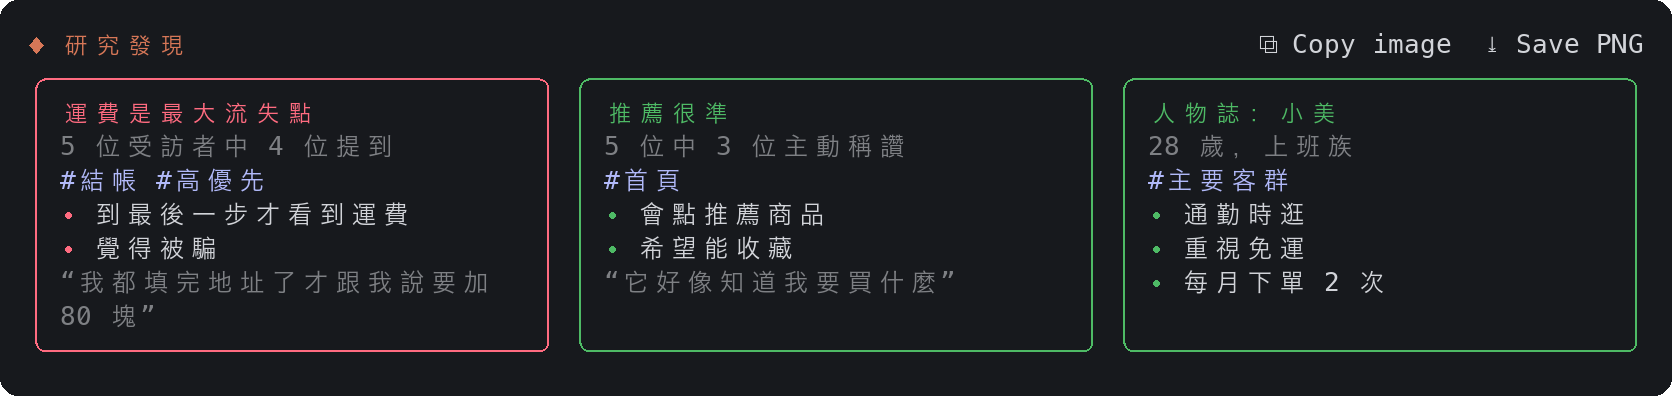 ◆ 研究發現
⧉ Copy image ⤓ Save PNG
運費是最大流失點
5 位受訪者中 4 位提到
#結帳 #高優先
• 到最後一步才看到運費
• 覺得被騙
“我都填完地址了才跟我說要加
80 塊”
推薦很準
5 位中 3 位主動稱讚
#首頁
• 會點推薦商品
• 希望能收藏
“它好像知道我要買什麼”
人物誌：小美
28 歲，上班族
#主要客群
• 通勤時逛
• 重視免運
• 每月下單 2 次